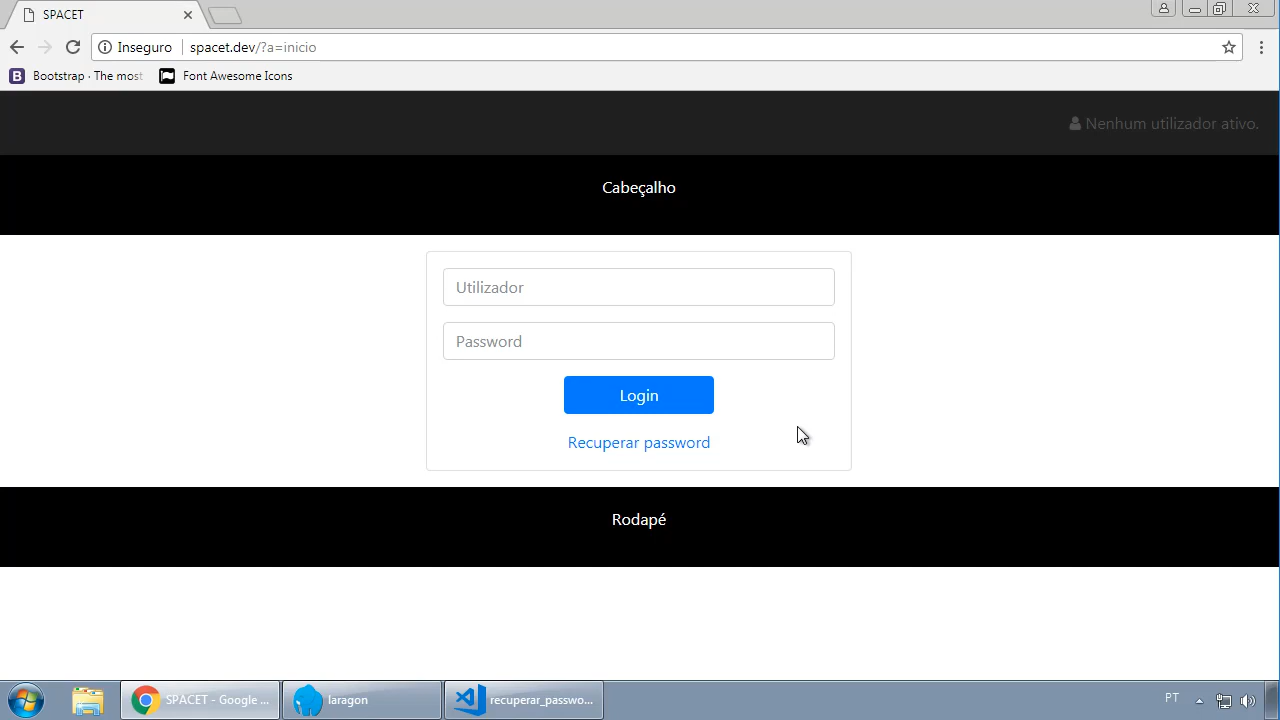 SPACET
Inseguro spacet.dev/?a=inicio
Bootstrap · The most Font Awesome Icons
Nenhum utilizador ativo.
Cabeçalho
Utilizador
Password
Login
Recuperar password
Rodapé
SPACET - Google ... laragon recuperar_passwo... PT